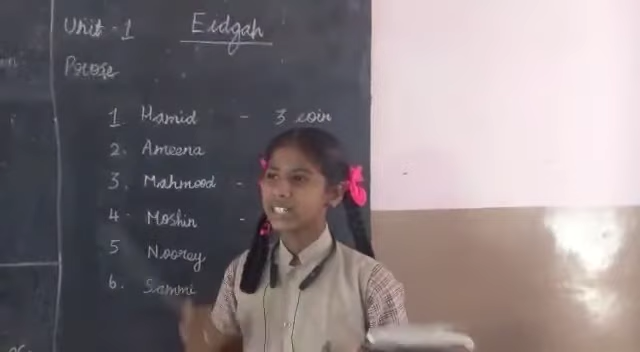 Unit - 1 Eidgah
Prose
1 Hamid - 3 coin
2. Ameena
3. Mahmood -
4 - Moshin -
5 Noorey
6. Sammi